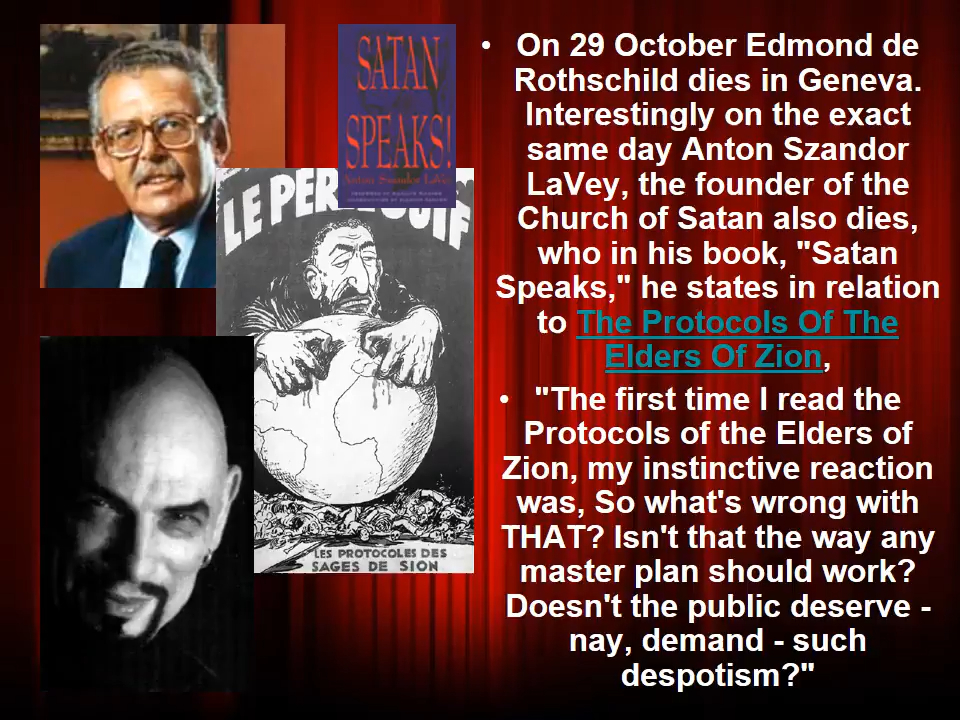 SATAN
SPEAKS!
Anton Szandor LaVey
LE PÉR
LES PROTOCOLES DES
SAGES DE SION
• On 29 October Edmond de
Rothschild dies in Geneva.
Interestingly on the exact
same day Anton Szandor
LaVey, the founder of the
Church of Satan also dies,
who in his book, "Satan
Speaks," he states in relation
to The Protocols Of The
Elders Of Zion,
• "The first time I read the
Protocols of the Elders of
Zion, my instinctive reaction
was, So what's wrong with
THAT? Isn't that the way any
master plan should work?
Doesn't the public deserve -
nay, demand - such
despotism?"